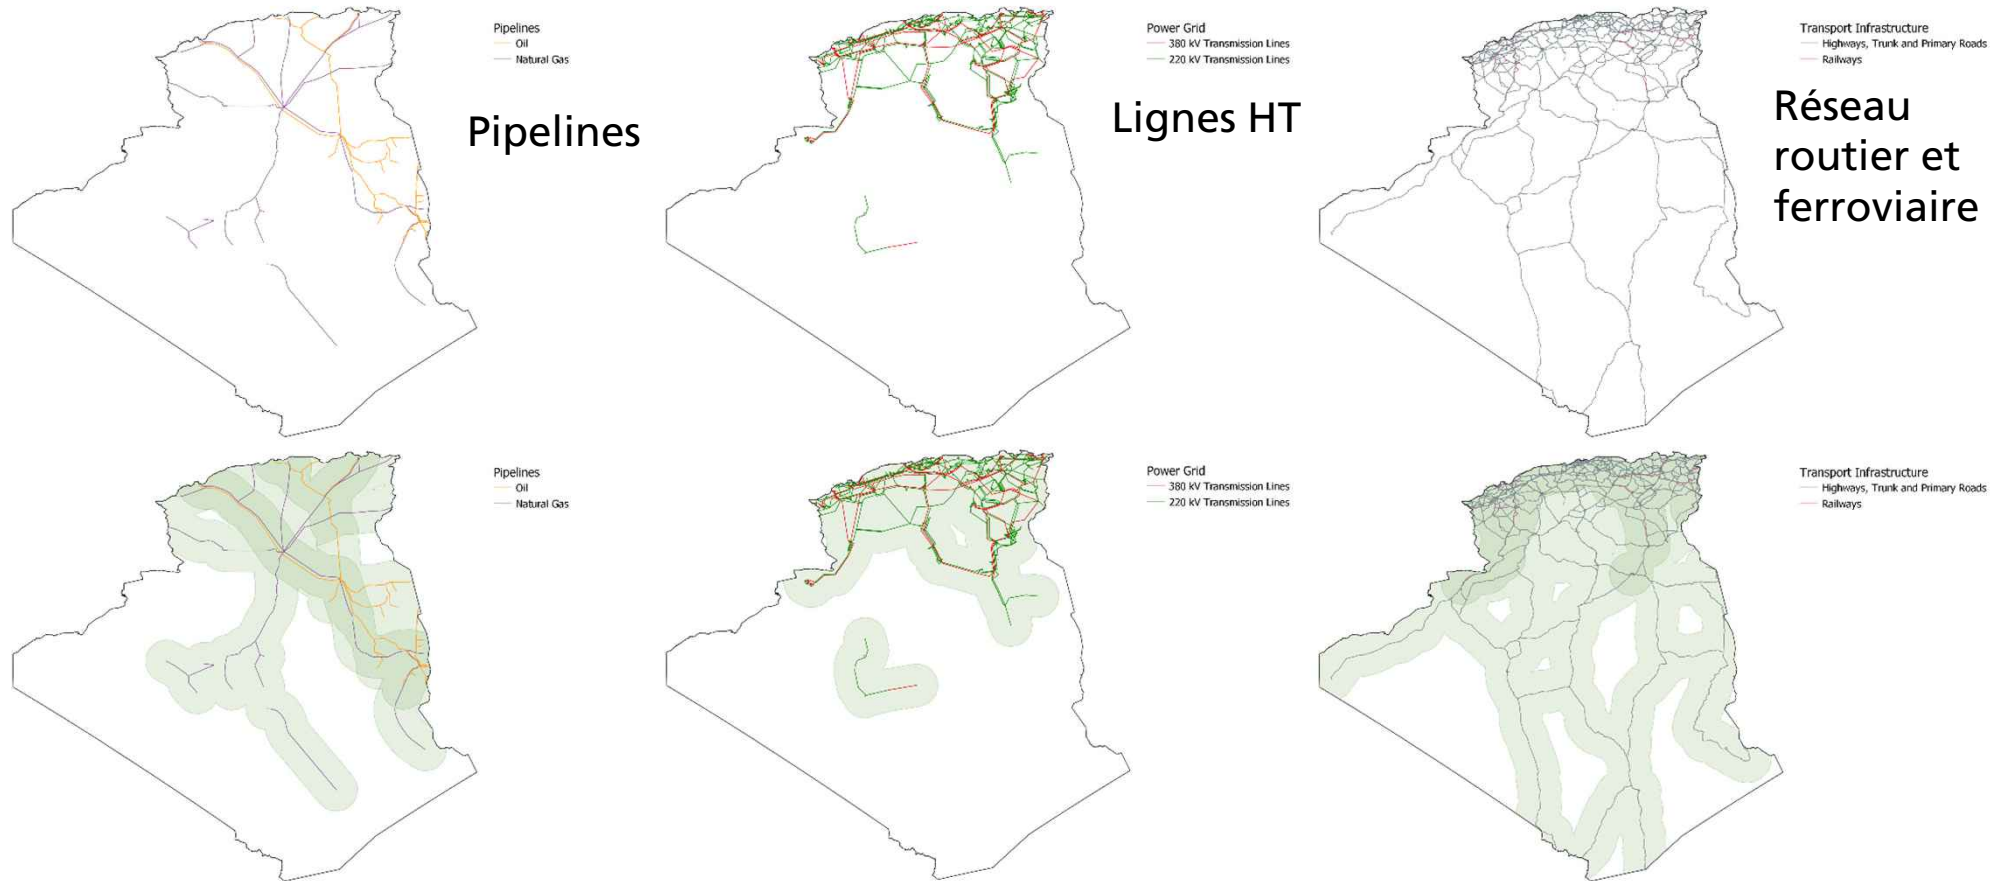 Pipelines
Oil
Natural Gas
Pipelines
Power Grid
380 kV Transmission Lines
220 kV Transmission Lines
Lignes HT
Transport Infrastructure
Highways, Trunk and Primary Roads
Railways
Réseau
routier et
ferroviaire
Pipelines
Oil
Natural Gas
Power Grid
380 kV Transmission Lines
220 kV Transmission Lines
Transport Infrastructure
Highways, Trunk and Primary Roads
Railways